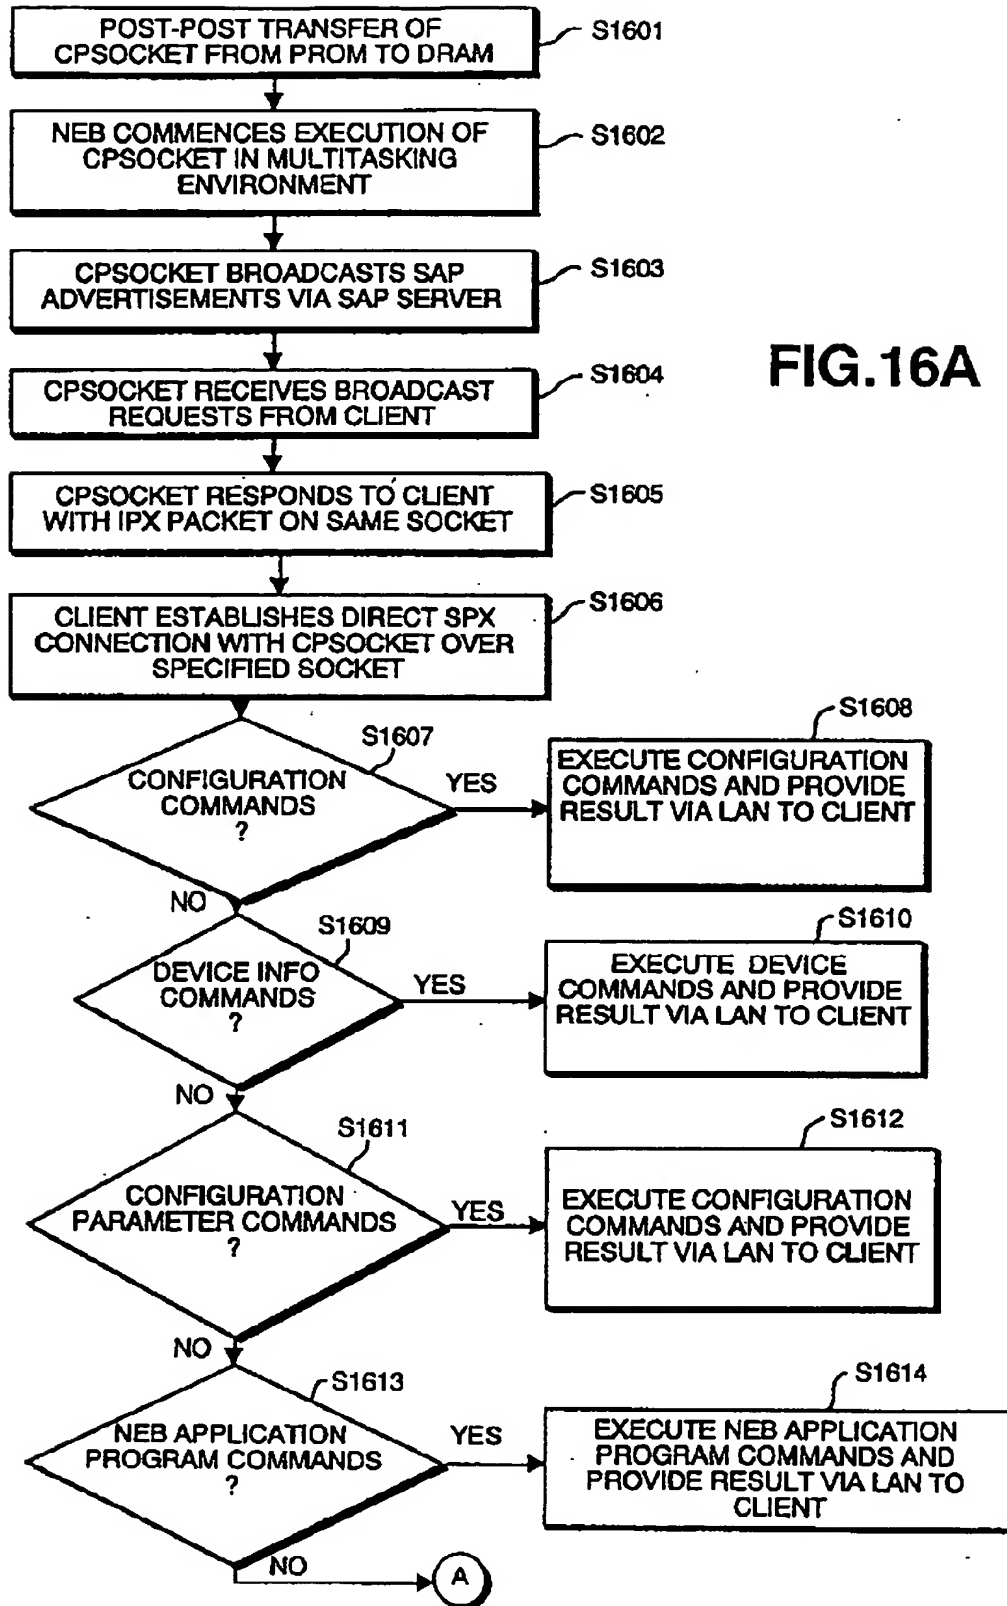 POST-POST TRANSFER OF
CPSOCKET FROM PROM TO DRAM
S1601
NEB COMMENCES EXECUTION OF
CPSOCKET IN MULTITASKING
ENVIRONMENT
S1602
CPSOCKET BROADCASTS SAP
ADVERTISEMENTS VIA SAP SERVER
S1603
FIG.16A
CPSOCKET RECEIVES BROADCAST
REQUESTS FROM CLIENT
S1604
CPSOCKET RESPONDS TO CLIENT
WITH IPX PACKET ON SAME SOCKET
S1605
CLIENT ESTABLISHES DIRECT SPX
CONNECTION WITH CPSOCKET OVER
SPECIFIED SOCKET
S1606
S1607
CONFIGURATION
COMMANDS
?
YES
NO
S1608
EXECUTE CONFIGURATION
COMMANDS AND PROVIDE
RESULT VIA LAN TO CLIENT
S1609
DEVICE INFO
COMMANDS
?
YES
NO
S1610
EXECUTE DEVICE
COMMANDS AND PROVIDE
RESULT VIA LAN TO CLIENT
S1611
CONFIGURATION
PARAMETER COMMANDS
?
YES
NO
S1612
EXECUTE CONFIGURATION
COMMANDS AND PROVIDE
RESULT VIA LAN TO CLIENT
S1613
NEB APPLICATION
PROGRAM COMMANDS
?
YES
NO
S1614
EXECUTE NEB APPLICATION
PROGRAM COMMANDS AND
PROVIDE RESULT VIA LAN TO
CLIENT
A